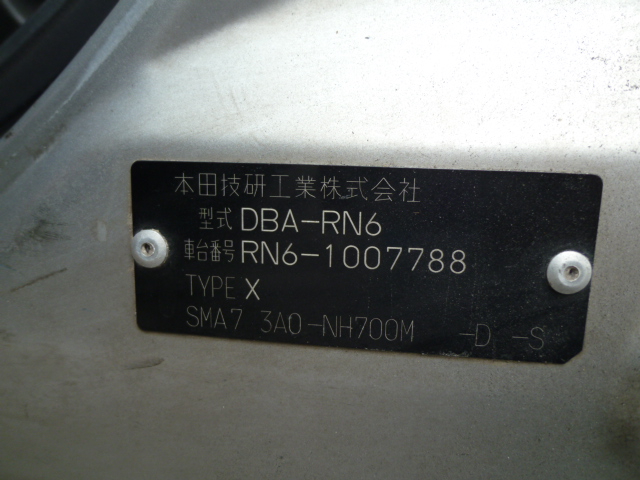 本田技研工業株式会社
型式 DBA-RN6
車台番号 RN6-1007788
TYPE X
SMA7 3A0-NH700M -D -S